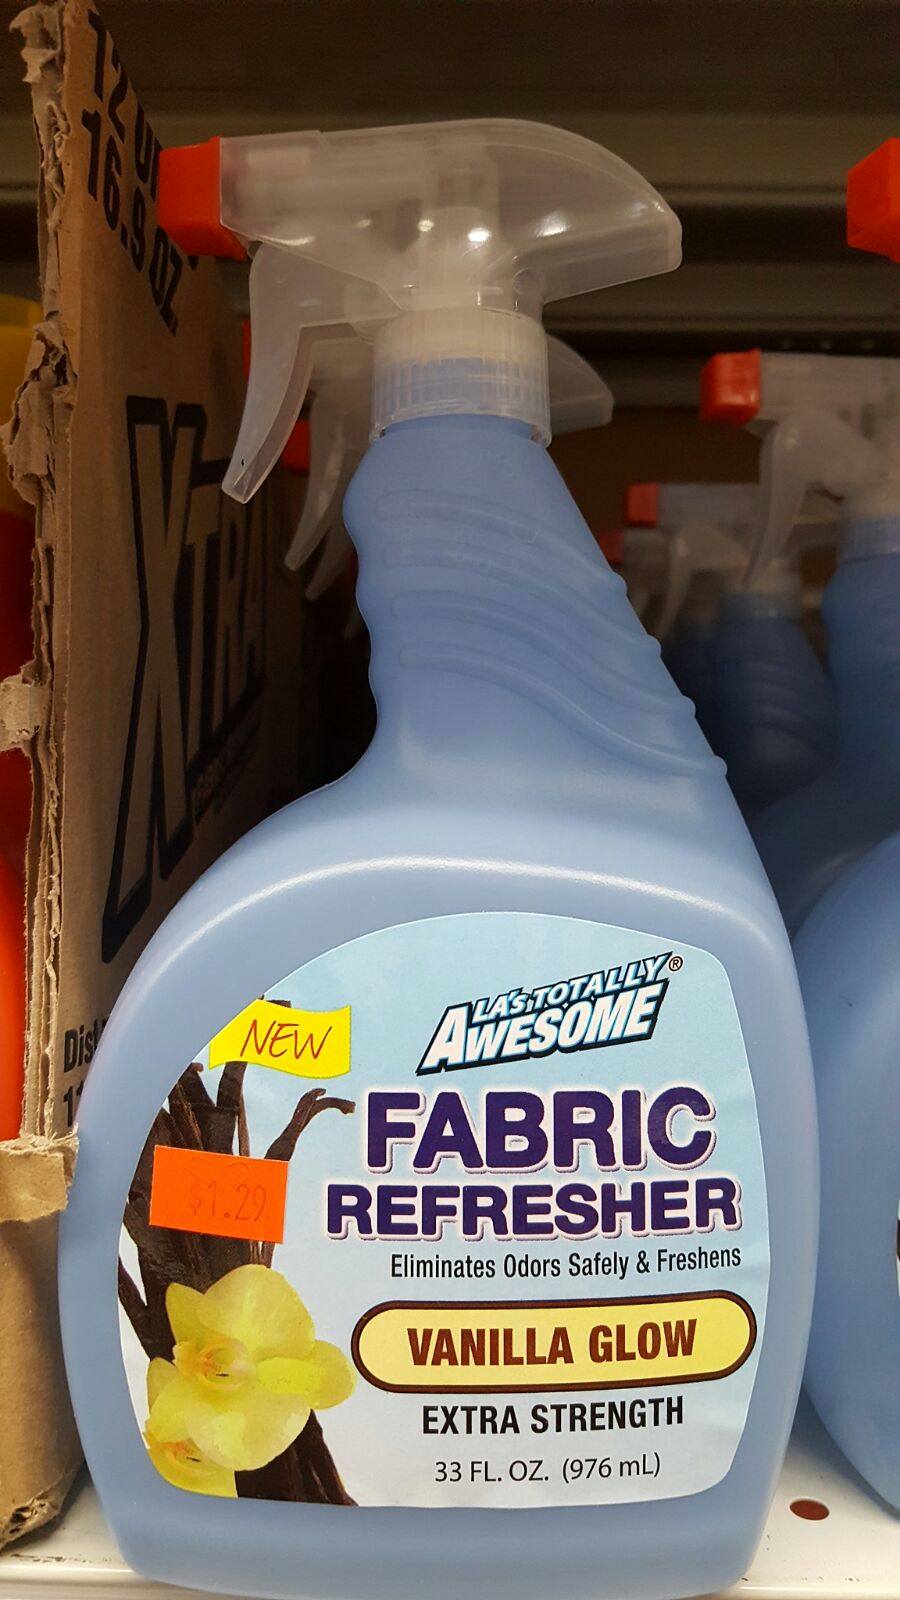 12 U
16.9 OZ.
XTRA
Dist
NEW
LA'S TOTALLY®
AWESOME
FABRIC
REFRESHER
$1.29
Eliminates Odors Safely & Freshens
VANILLA GLOW
EXTRA STRENGTH
33 FL. OZ. (976 mL)